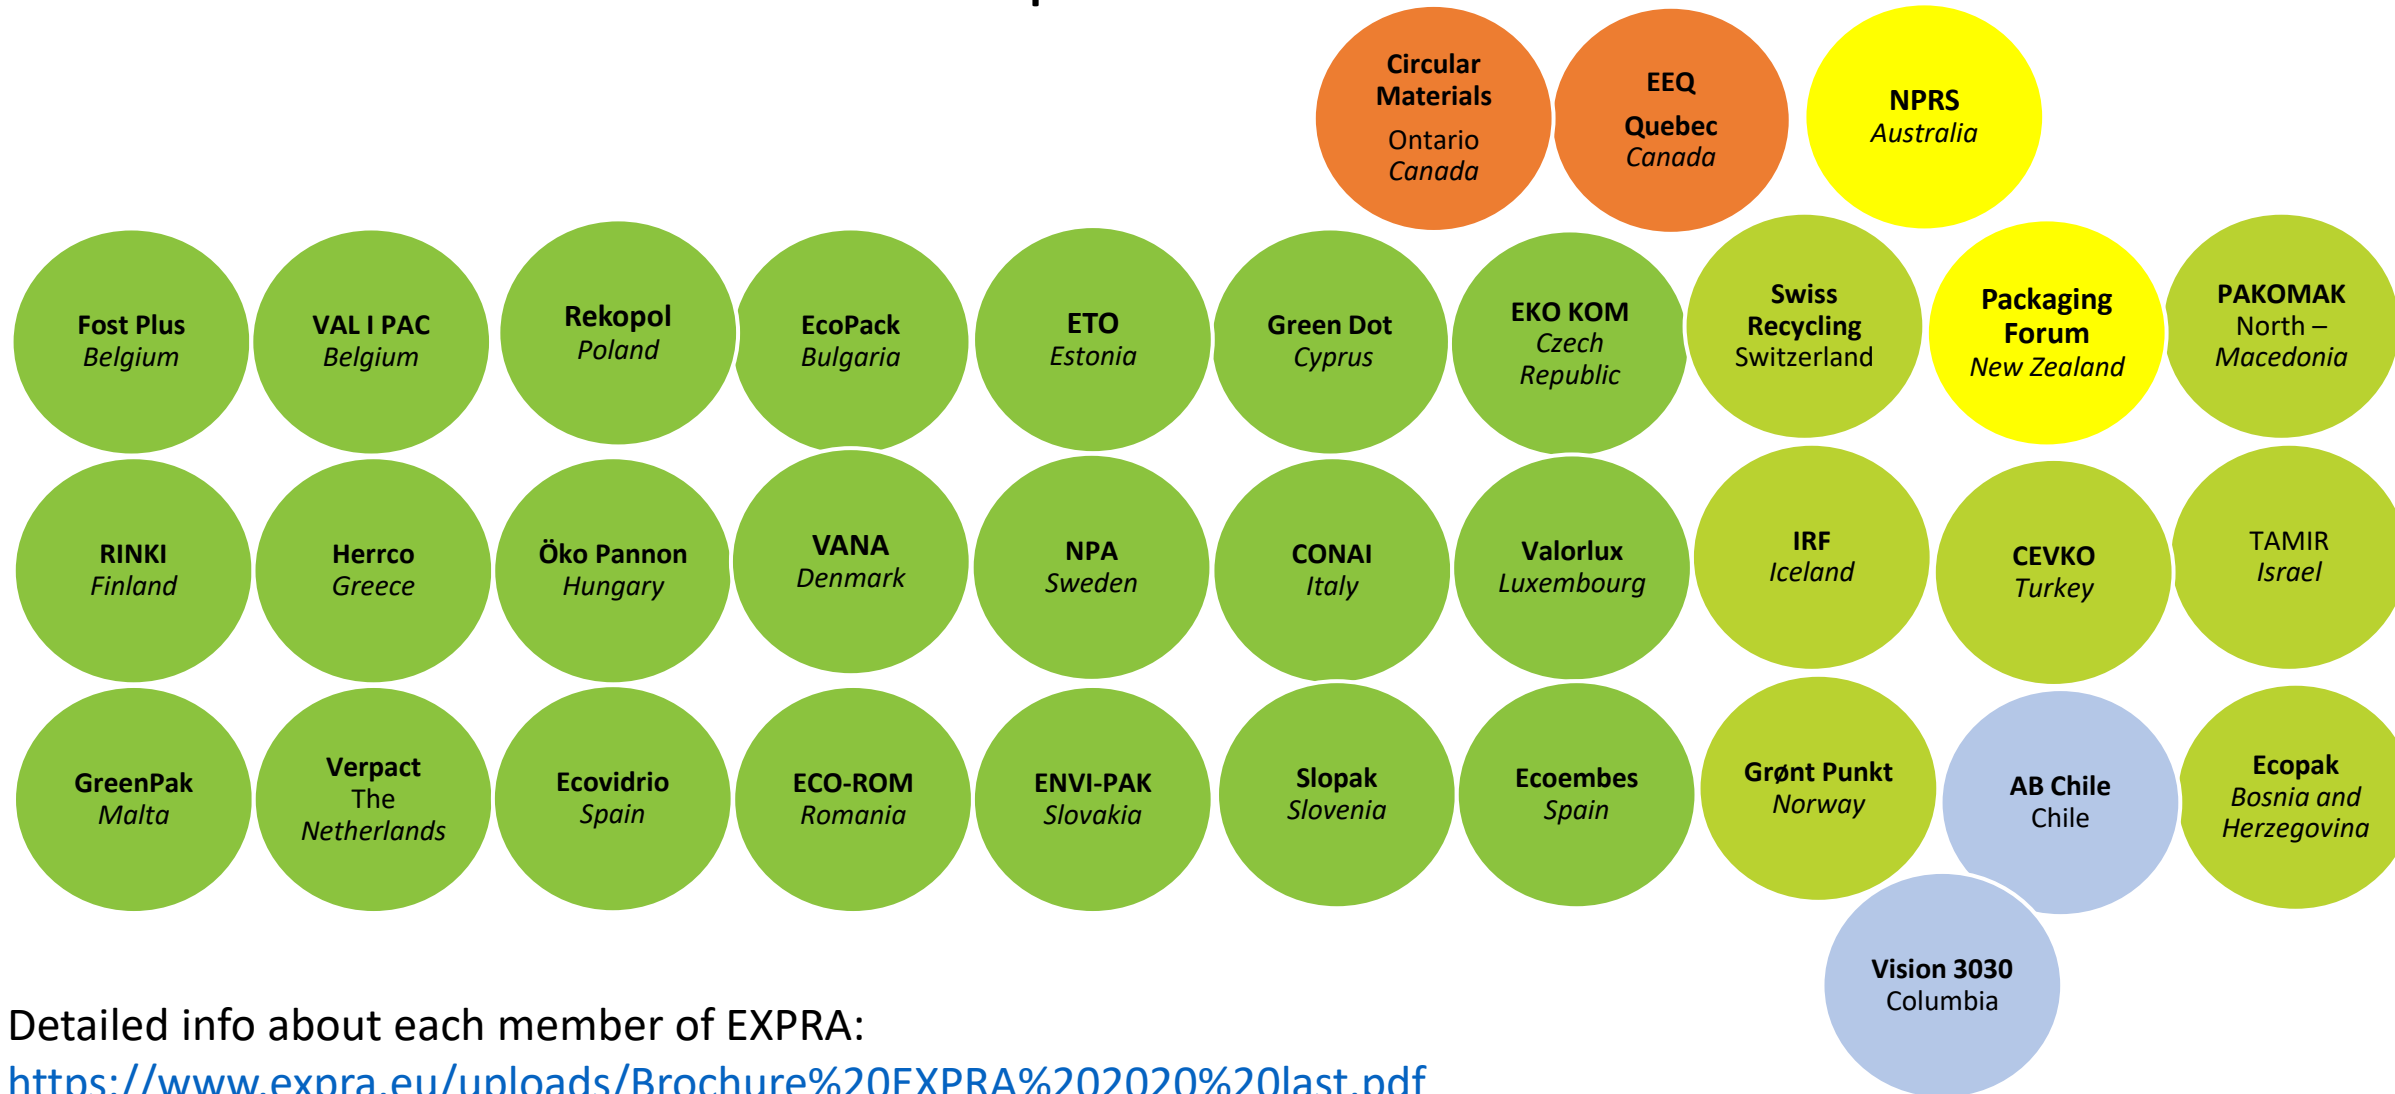 Circular
Materials
Ontario
Canada
EEQ
Quebec
Canada
NPRS
Australia
Fost Plus
Belgium
VAL I PAC
Belgium
Rekopol
Poland
EcoPack
Bulgaria
ETO
Estonia
Green Dot
Cyprus
EKO KOM
Czech
Republic
Swiss
Recycling
Switzerland
Packaging
Forum
New Zealand
PAKOMAK
North –
Macedonia
RINKI
Finland
Herrco
Greece
Öko Pannon
Hungary
VANA
Denmark
NPA
Sweden
CONAI
Italy
Valorlux
Luxembourg
IRF
Iceland
CEVKO
Turkey
TAMIR
Israel
GreenPak
Malta
Verpact
The
Netherlands
Ecovidrio
Spain
ECO-ROM
Romania
ENVI-PAK
Slovakia
Slopak
Slovenia
Ecoembes
Spain
Grønt Punkt
Norway
AB Chile
Chile
Ecopak
Bosnia and
Herzegovina
Vision 3030
Columbia
Detailed info about each member of EXPRA:
https://www.expra.eu/uploads/Brochure%20EXPRA%202020%20last.pdf